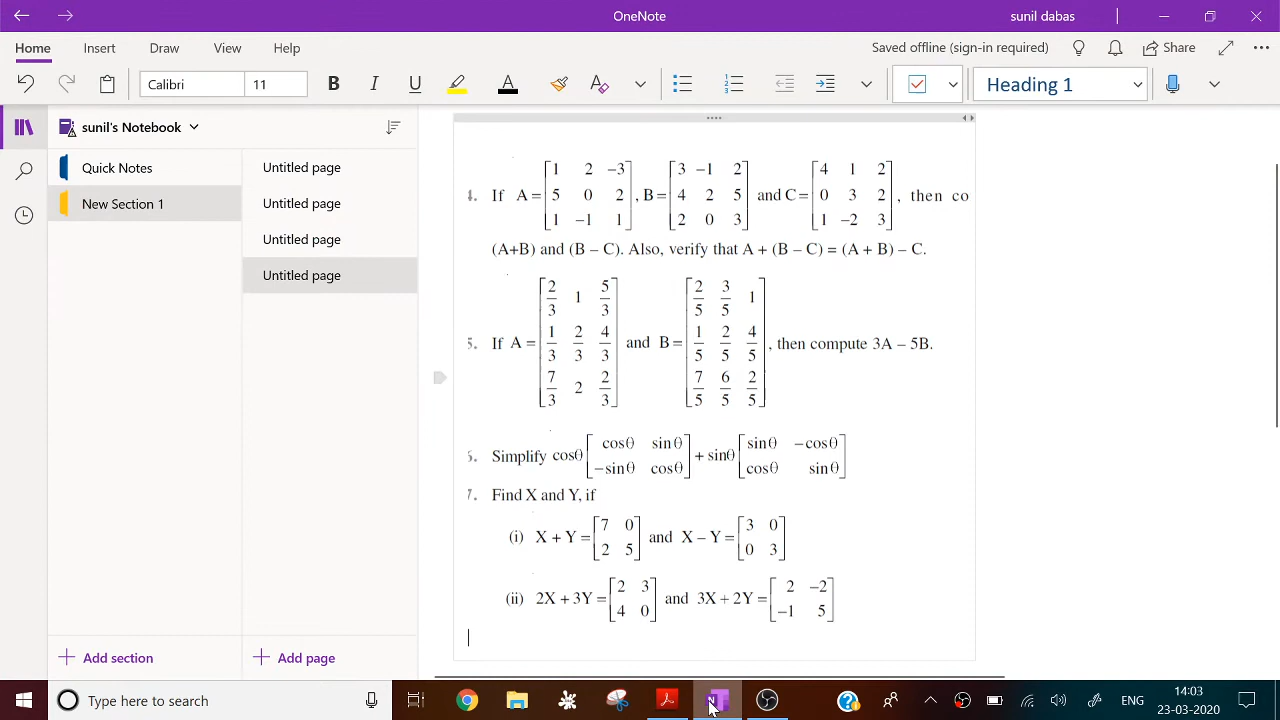 OneNote
sunil dabas
Home Insert Draw View Help
Saved offline (sign-in required)
Share
Calibri 11 B I U A A Heading 1
sunil's Notebook
Quick Notes
New Section 1
Untitled page
Untitled page
Untitled page
Untitled page
4. If A = [1 2 −3; 5 0 2; 1 −1 1], B = [3 −1 2; 4 2 5; 2 0 3] and C = [4 1 2; 0 3 2; 1 −2 3], then co
(A+B) and (B – C). Also, verify that A + (B – C) = (A + B) – C.
5. If A = [2/3 1 5/3; 1/3 2/3 4/3; 7/3 2 2/3] and B = [2/5 3/5 1; 1/5 2/5 4/5; 7/5 6/5 2/5], then compute 3A – 5B.
6. Simplify cosθ [cosθ sinθ; −sinθ cosθ] + sinθ [sinθ −cosθ; cosθ sinθ]
7. Find X and Y, if
(i) X + Y = [7 0; 2 5] and X – Y = [3 0; 0 3]
(ii) 2X + 3Y = [2 3; 4 0] and 3X + 2Y = [2 −2; −1 5]
Add section
Add page
Type here to search
ENG
14:03
23-03-2020